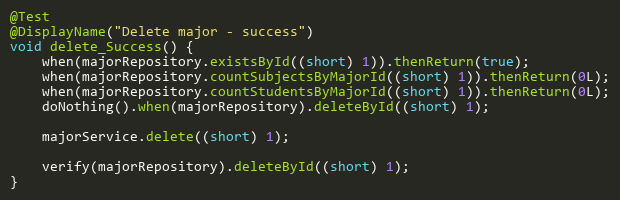 @Test
@DisplayName("Delete major - success")
void delete_Success() {
    when(majorRepository.existsById((short) 1)).thenReturn(true);
    when(majorRepository.countSubjectsByMajorId((short) 1)).thenReturn(0L);
    when(majorRepository.countStudentsByMajorId((short) 1)).thenReturn(0L);
    doNothing().when(majorRepository).deleteById((short) 1);

    majorService.delete((short) 1);

    verify(majorRepository).deleteById((short) 1);
}